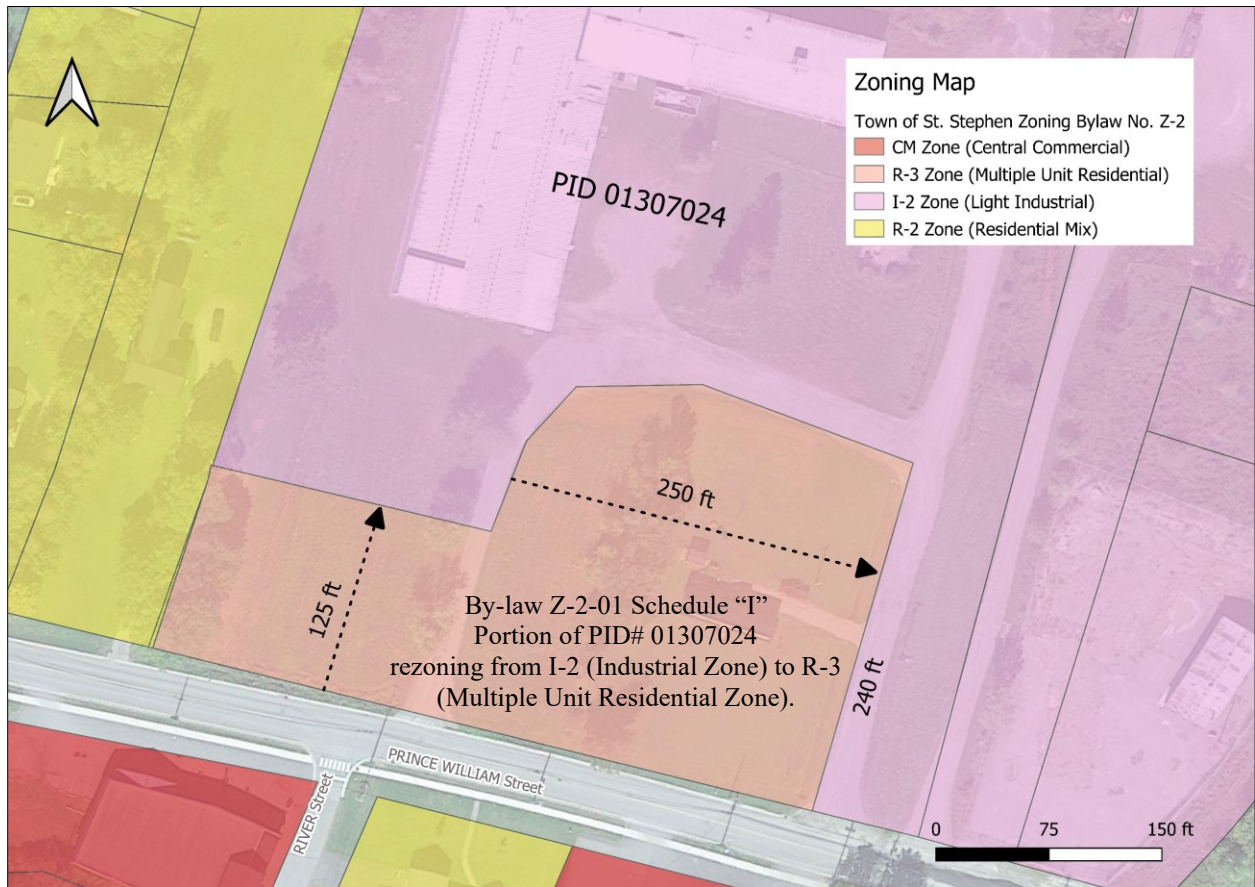 Zoning Map
Town of St. Stephen Zoning Bylaw No. Z-2
CM Zone (Central Commercial)
R-3 Zone (Multiple Unit Residential)
I-2 Zone (Light Industrial)
R-2 Zone (Residential Mix)
PID 01307024
250 ft
125 ft
By-law Z-2-01 Schedule “I”
Portion of PID# 01307024
rezoning from I-2 (Industrial Zone) to R-3
(Multiple Unit Residential Zone).
240 ft
PRINCE WILLIAM Street
RIVER Street
0 75 150 ft